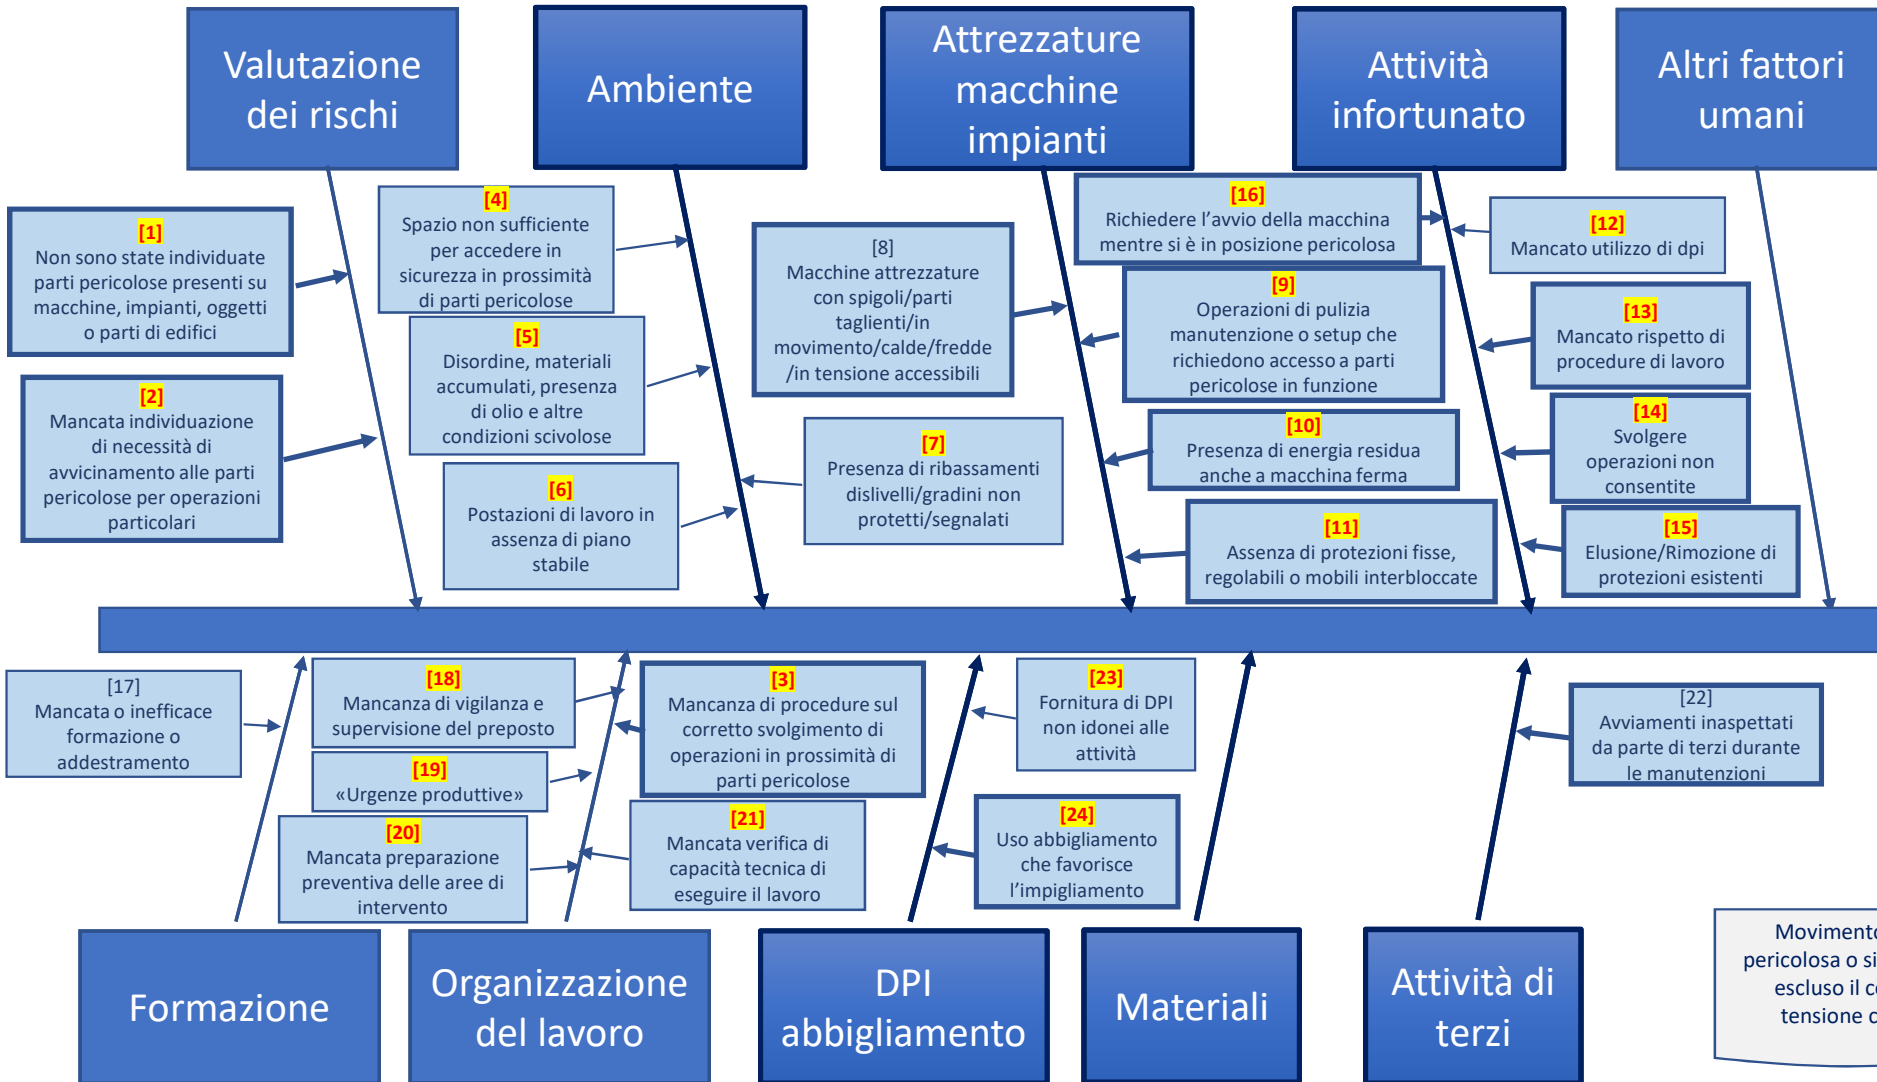 Valutazione
dei rischi
Ambiente
Attrezzature
macchine
impianti
Attività
infortunato
Altri fattori
umani
[1]
Non sono state individuate
parti pericolose presenti su
macchine, impianti, oggetti
o parti di edifici
[2]
Mancata individuazione
di necessità di
avvicinamento alle parti
pericolose per operazioni
particolari
[4]
Spazio non sufficiente
per accedere in
sicurezza in prossimità
di parti pericolose
[5]
Disordine, materiali
accumulati, presenza
di olio e altre
condizioni scivolose
[6]
Postazioni di lavoro in
assenza di piano
stabile
[7]
Presenza di ribassamenti
dislivelli/gradini non
protetti/segnalati
[8]
Macchine attrezzature
con spigoli/parti
taglienti/in
movimento/calde/fredde
/in tensione accessibili
[16]
Richiedere l’avvio della macchina
mentre si è in posizione pericolosa
[9]
Operazioni di pulizia
manutenzione o setup che
richiedono accesso a parti
pericolose in funzione
[10]
Presenza di energia residua
anche a macchina ferma
[11]
Assenza di protezioni fisse,
regolabili o mobili interbloccate
[12]
Mancato utilizzo di dpi
[13]
Mancato rispetto di
procedure di lavoro
[14]
Svolgere
operazioni non
consentite
[15]
Elusione/Rimozione di
protezioni esistenti
[17]
Mancata o inefficace
formazione o
addestramento
[18]
Mancanza di vigilanza e
supervisione del preposto
[19]
«Urgenze produttive»
[20]
Mancata preparazione
preventiva delle aree di
intervento
[3]
Mancanza di procedure sul
corretto svolgimento di
operazioni in prossimità di
parti pericolose
[21]
Mancata verifica di
capacità tecnica di
eseguire il lavoro
[23]
Fornitura di DPI
non idonei alle
attività
[24]
Uso abbigliamento
che favorisce
l’impigliamento
[22]
Avviamenti inaspettati
da parte di terzi durante
le manutenzioni
Formazione
Organizzazione
del lavoro
DPI
abbigliamento
Materiali
Attività di
terzi
Movimento
pericolosa o
escluso il
tensione